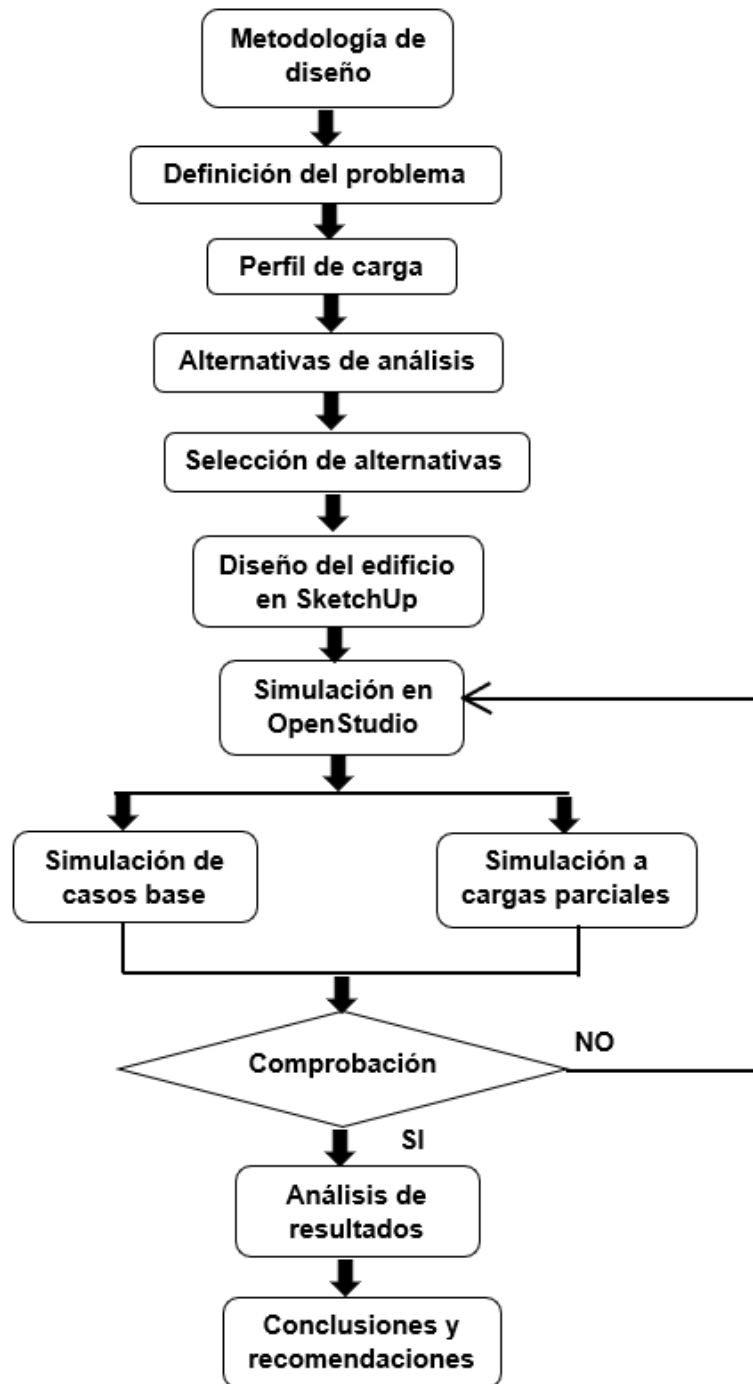 Metodología de
diseño
Definición del problema
Perfil de carga
Alternativas de análisis
Selección de alternativas
Diseño del edificio
en SketchUp
Simulación en
OpenStudio
Simulación de
casos base
Simulación a
cargas parciales
Comprobación
NO
SI
Análisis de
resultados
Conclusiones y
recomendaciones